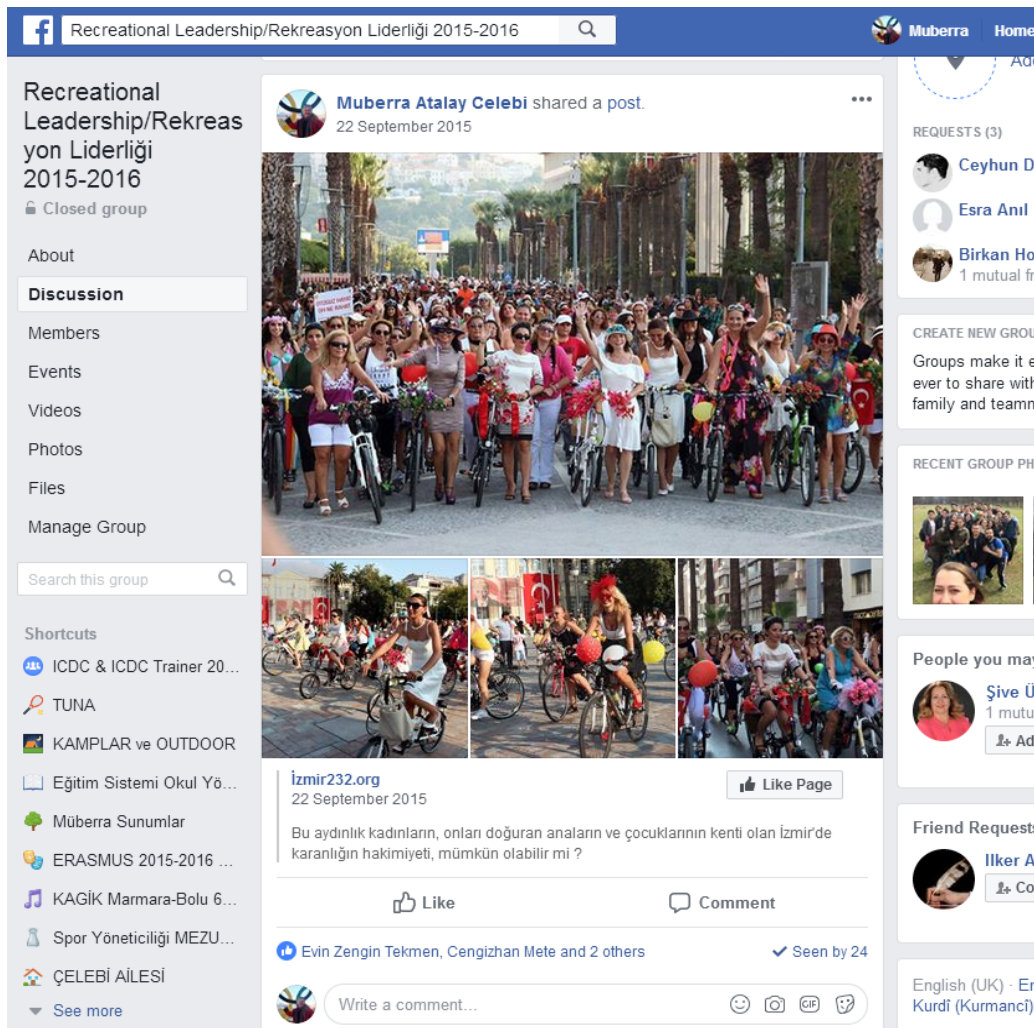 Recreational Leadership/Rekreasyon Liderliği 2015-2016
Muberra
Home
Recreational
Leadership/Rekreas
yon Liderliği
2015-2016
Closed group
About
Discussion
Members
Events
Videos
Photos
Files
Manage Group
Search this group
Shortcuts
ICDC & ICDC Trainer 20...
TUNA
KAMPLAR ve OUTDOOR
Eğitim Sistemi Okul Yö...
Müberra Sunumlar
ERASMUS 2015-2016 ...
KAGİK Marmara-Bolu 6...
Spor Yöneticiliği MEZU...
ÇELEBİ AİLESİ
See more
Muberra Atalay Celebi shared a post.
22 September 2015
İzmir232.org
22 September 2015
Like Page
Bu aydınlık kadınların, onları doğuran anaların ve çocuklarının kenti olan İzmir'de
karanlığın hakimiyeti, mümkün olabilir mi ?
Like
Comment
Evin Zengin Tekmen, Cengizhan Mete and 2 others
Seen by 24
Write a comment...
GIF
REQUESTS (3)
Ceyhun D
Esra Anıl
Birkan Ho
1 mutual fr
CREATE NEW GROU
Groups make it e
ever to share with
family and teamm
RECENT GROUP PH
People you may
Şive Ü
1 mutu
Ad
Friend Requests
Ilker A
Co
English (UK) · En
Kurdî (Kurmancî)